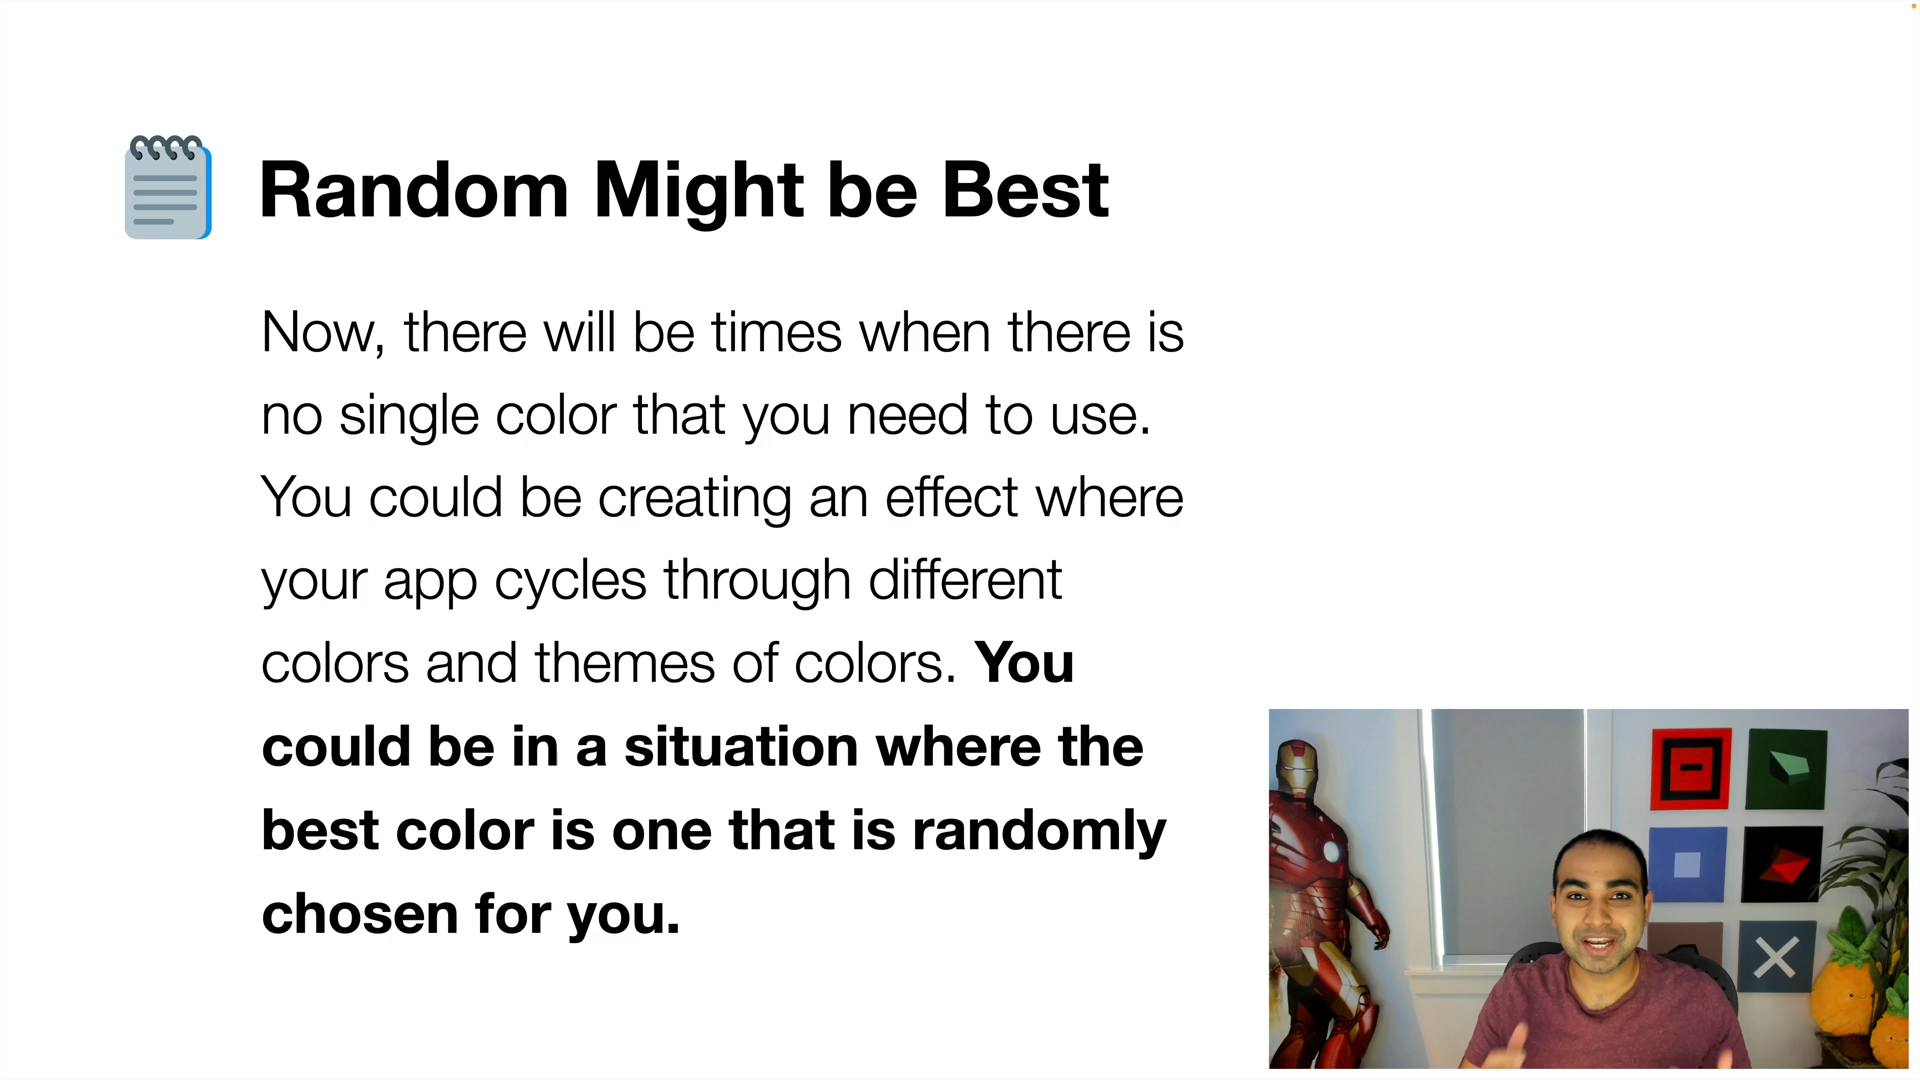 Random Might be Best
Now, there will be times when there is
no single color that you need to use.
You could be creating an effect where
your app cycles through different
colors and themes of colors. You
could be in a situation where the
best color is one that is randomly
chosen for you.